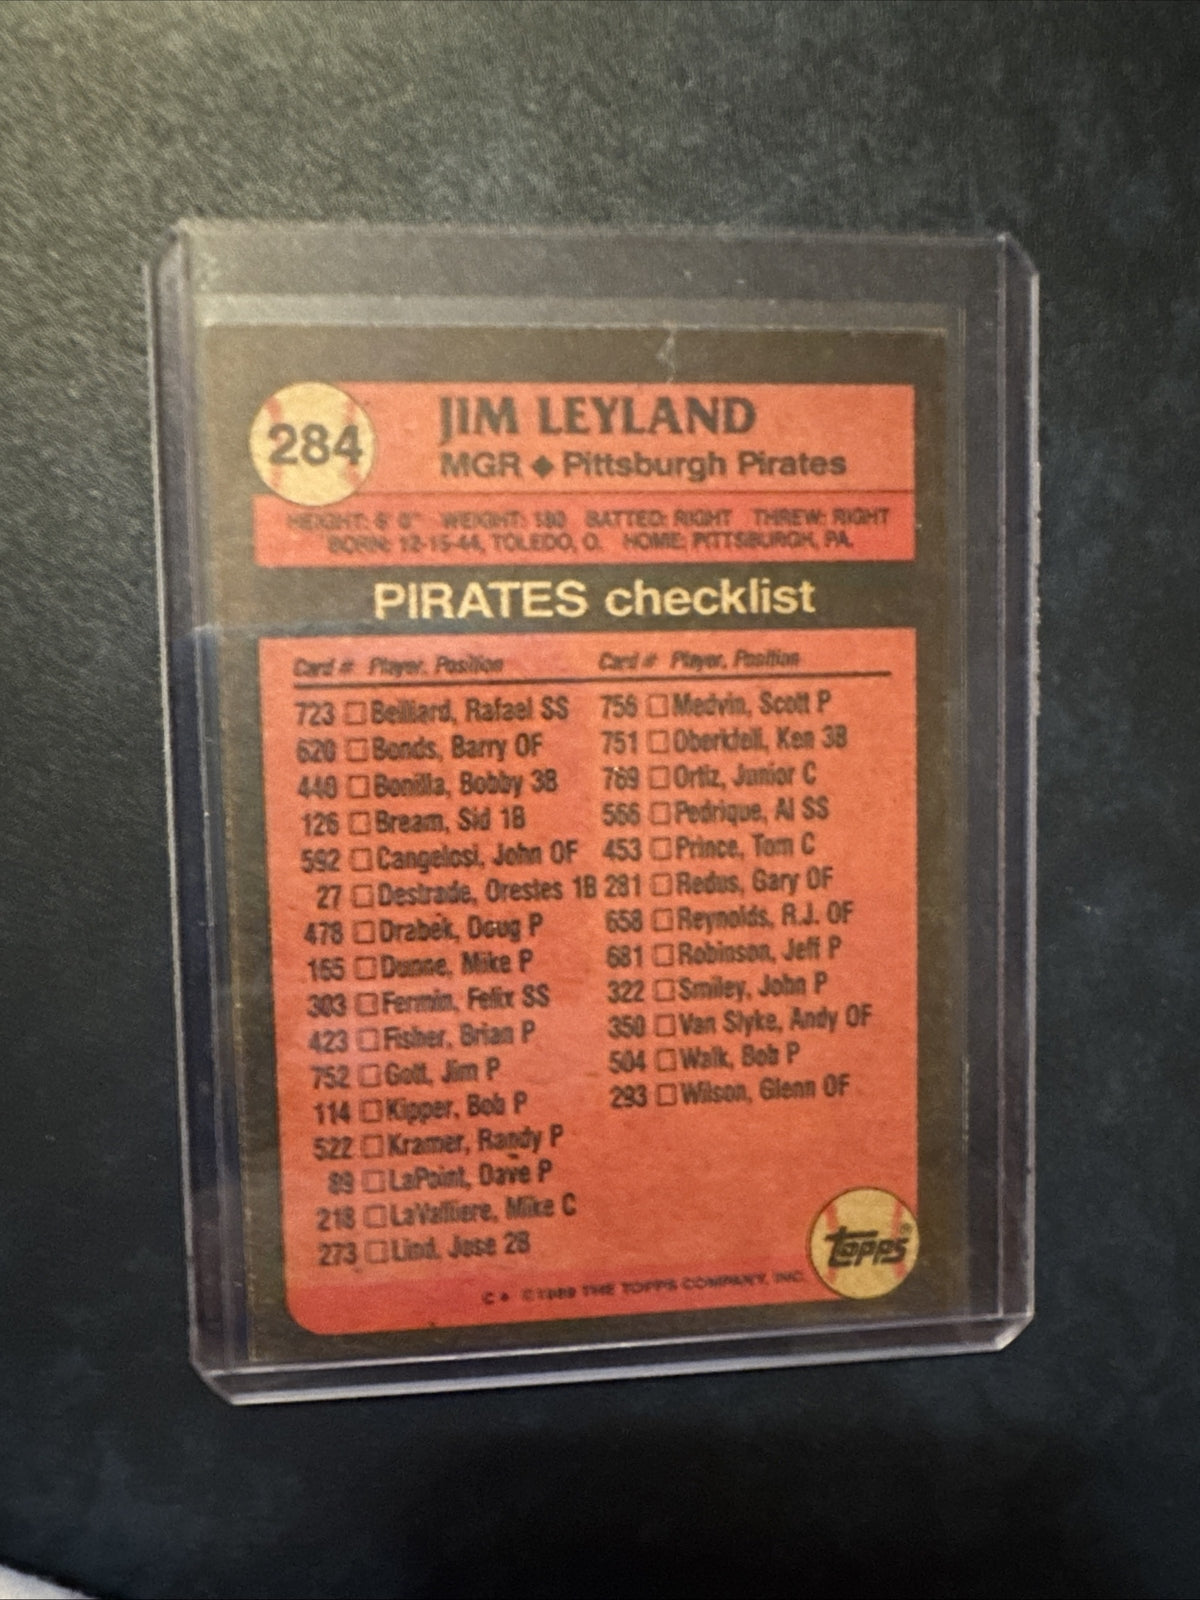 284
JIM LEYLAND
MGR ◆ Pittsburgh Pirates
HEIGHT: 6' 0" WEIGHT: 180 BATTED: RIGHT THREW: RIGHT
BORN: 12-15-44, TOLEDO, O. HOME: PITTSBURGH, PA.
PIRATES checklist
Card # Player, Position
723 □ Belliard, Rafael SS
620 □ Bonds, Barry OF
440 □ Bonilla, Bobby 3B
126 □ Bream, Sid 1B
592 □ Cangelosi, John OF
27 □ Destrade, Orestes 1B
478 □ Drabek, Doug P
165 □ Dunne, Mike P
303 □ Fermin, Felix SS
423 □ Fisher, Brian P
752 □ Gott, Jim P
114 □ Kipper, Bob P
522 □ Kramer, Randy P
89 □ LaPoint, Dave P
218 □ LaValliere, Mike C
273 □ Lind, Jose 2B
Card # Player, Position
756 □ Medvin, Scott P
751 □ Oberkfell, Ken 3B
769 □ Ortiz, Junior C
566 □ Pedrique, Al SS
453 □ Prince, Tom C
281 □ Redus, Gary OF
658 □ Reynolds, R.J. OF
681 □ Robinson, Jeff P
322 □ Smiley, John P
350 □ Van Slyke, Andy OF
504 □ Walk, Bob P
293 □ Wilson, Glenn OF
C ◆ ©1989 THE TOPPS COMPANY, INC.
topps®